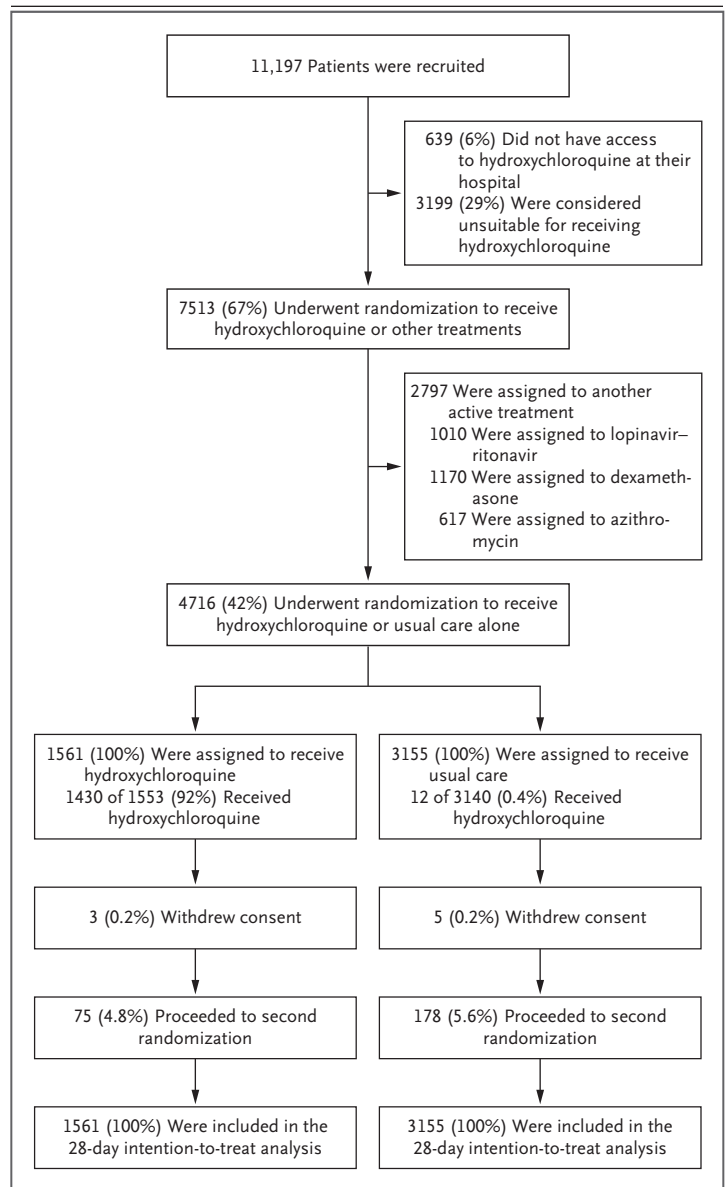 11,197 Patients were recruited
639 (6%) Did not have access
to hydroxychloroquine at their
hospital
3199 (29%) Were considered
unsuitable for receiving
hydroxychloroquine
7513 (67%) Underwent randomization to receive
hydroxychloroquine or other treatments
2797 Were assigned to another
active treatment
1010 Were assigned to lopinavir–
ritonavir
1170 Were assigned to dexameth-
asone
617 Were assigned to azithro-
mycin
4716 (42%) Underwent randomization to receive
hydroxychloroquine or usual care alone
1561 (100%) Were assigned to receive
hydroxychloroquine
1430 of 1553 (92%) Received
hydroxychloroquine
3155 (100%) Were assigned to receive
usual care
12 of 3140 (0.4%) Received
hydroxychloroquine
3 (0.2%) Withdrew consent
5 (0.2%) Withdrew consent
75 (4.8%) Proceeded to second
randomization
178 (5.6%) Proceeded to second
randomization
1561 (100%) Were included in the
28-day intention-to-treat analysis
3155 (100%) Were included in the
28-day intention-to-treat analysis